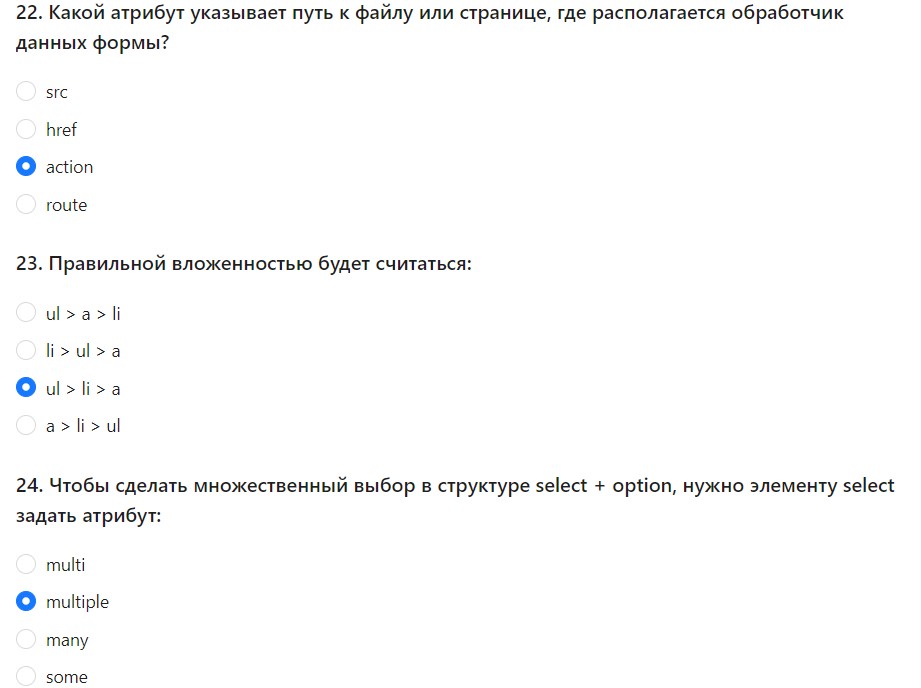 22. Какой атрибут указывает путь к файлу или странице, где располагается обработчик
данных формы?
src
href
action
route
23. Правильной вложенностью будет считаться:
ul > a > li
li > ul > a
ul > li > a
a > li > ul
24. Чтобы сделать множественный выбор в структуре select + option, нужно элементу select
задать атрибут:
multi
multiple
many
some